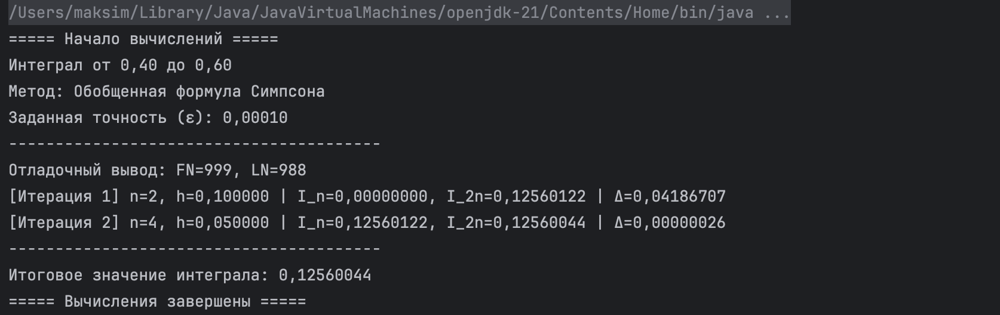 /Users/maksim/Library/Java/JavaVirtualMachines/openjdk-21/Contents/Home/bin/java ...
===== Начало вычислений =====
Интеграл от 0,40 до 0,60
Метод: Обобщенная формула Симпсона
Заданная точность (ε): 0,00010
----------------------------------------
Отладочный вывод: FN=999, LN=988
[Итерация 1] n=2, h=0,100000 | I_n=0,00000000, I_2n=0,12560122 | Δ=0,04186707
[Итерация 2] n=4, h=0,050000 | I_n=0,12560122, I_2n=0,12560044 | Δ=0,00000026
----------------------------------------
Итоговое значение интеграла: 0,12560044
===== Вычисления завершены =====